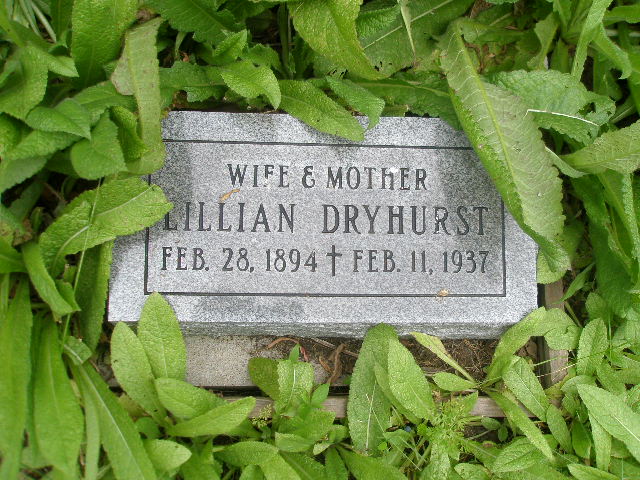 WIFE & MOTHER
LILLIAN DRYHURST
FEB. 28, 1894 † FEB. 11, 1937